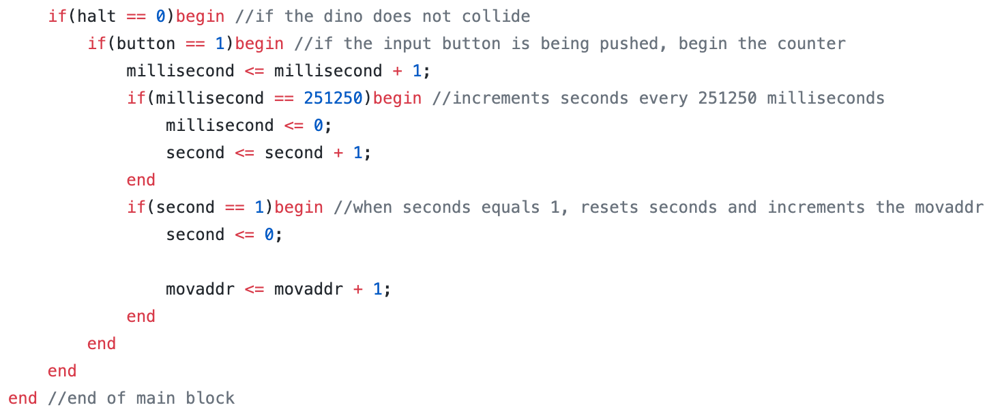 if(halt == 0)begin //if the dino does not collide
if(button == 1)begin //if the input button is being pushed, begin the counter
millisecond <= millisecond + 1;
if(millisecond == 251250)begin //increments seconds every 251250 milliseconds
millisecond <= 0;
second <= second + 1;
end
if(second == 1)begin //when seconds equals 1, resets seconds and increments the movaddr
second <= 0;
movaddr <= movaddr + 1;
end
end
end
end //end of main block